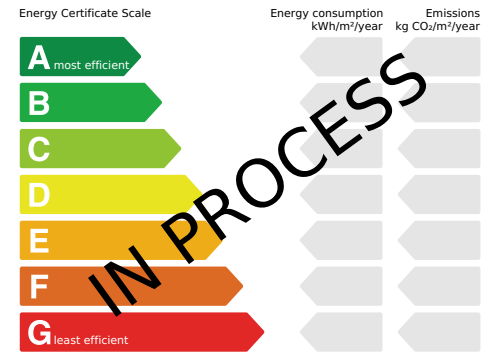 Energy Certificate Scale
Energy consumption
kWh/m²/year
Emissions
kg CO₂/m²/year
A most efficient
B
C
D
E
F
G least efficient
IN PROCESS